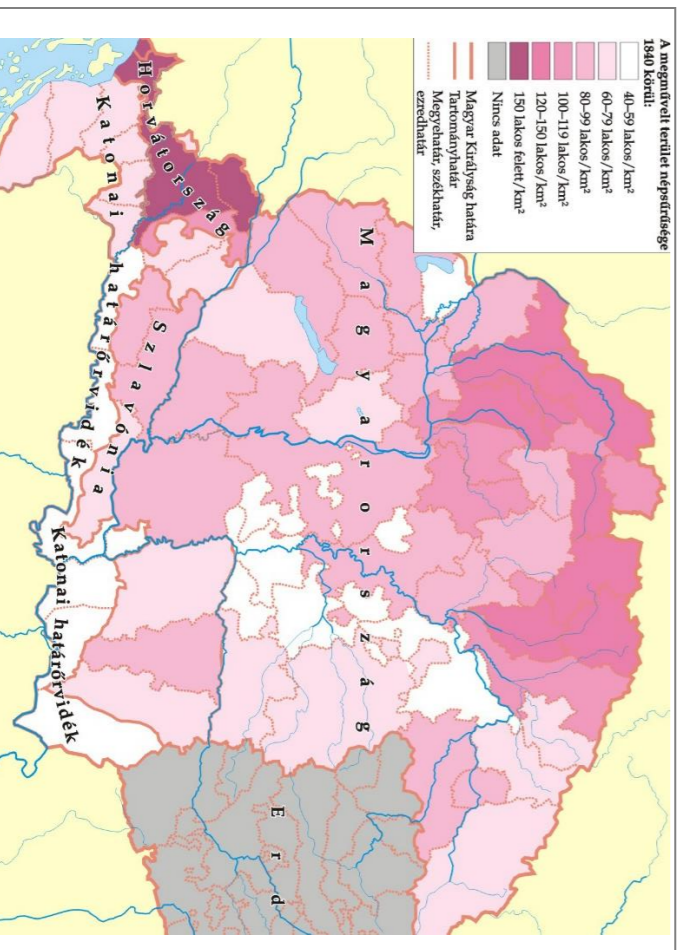 A megművelt terület népsűrűsége
1840 körül:
40–59 lakos/km²
60–79 lakos/km²
80–99 lakos/km²
100–119 lakos/km²
120–150 lakos/km²
150 lakos felett/km²
Nincs adat
Magyar Királyság határa
Tartományhatár
Megyehatár, székhatár,
ezredhatár
Magyarország
Horvátország
Szlavónia
Katonai határőrvidék
Katonai határőrvidék
Erd